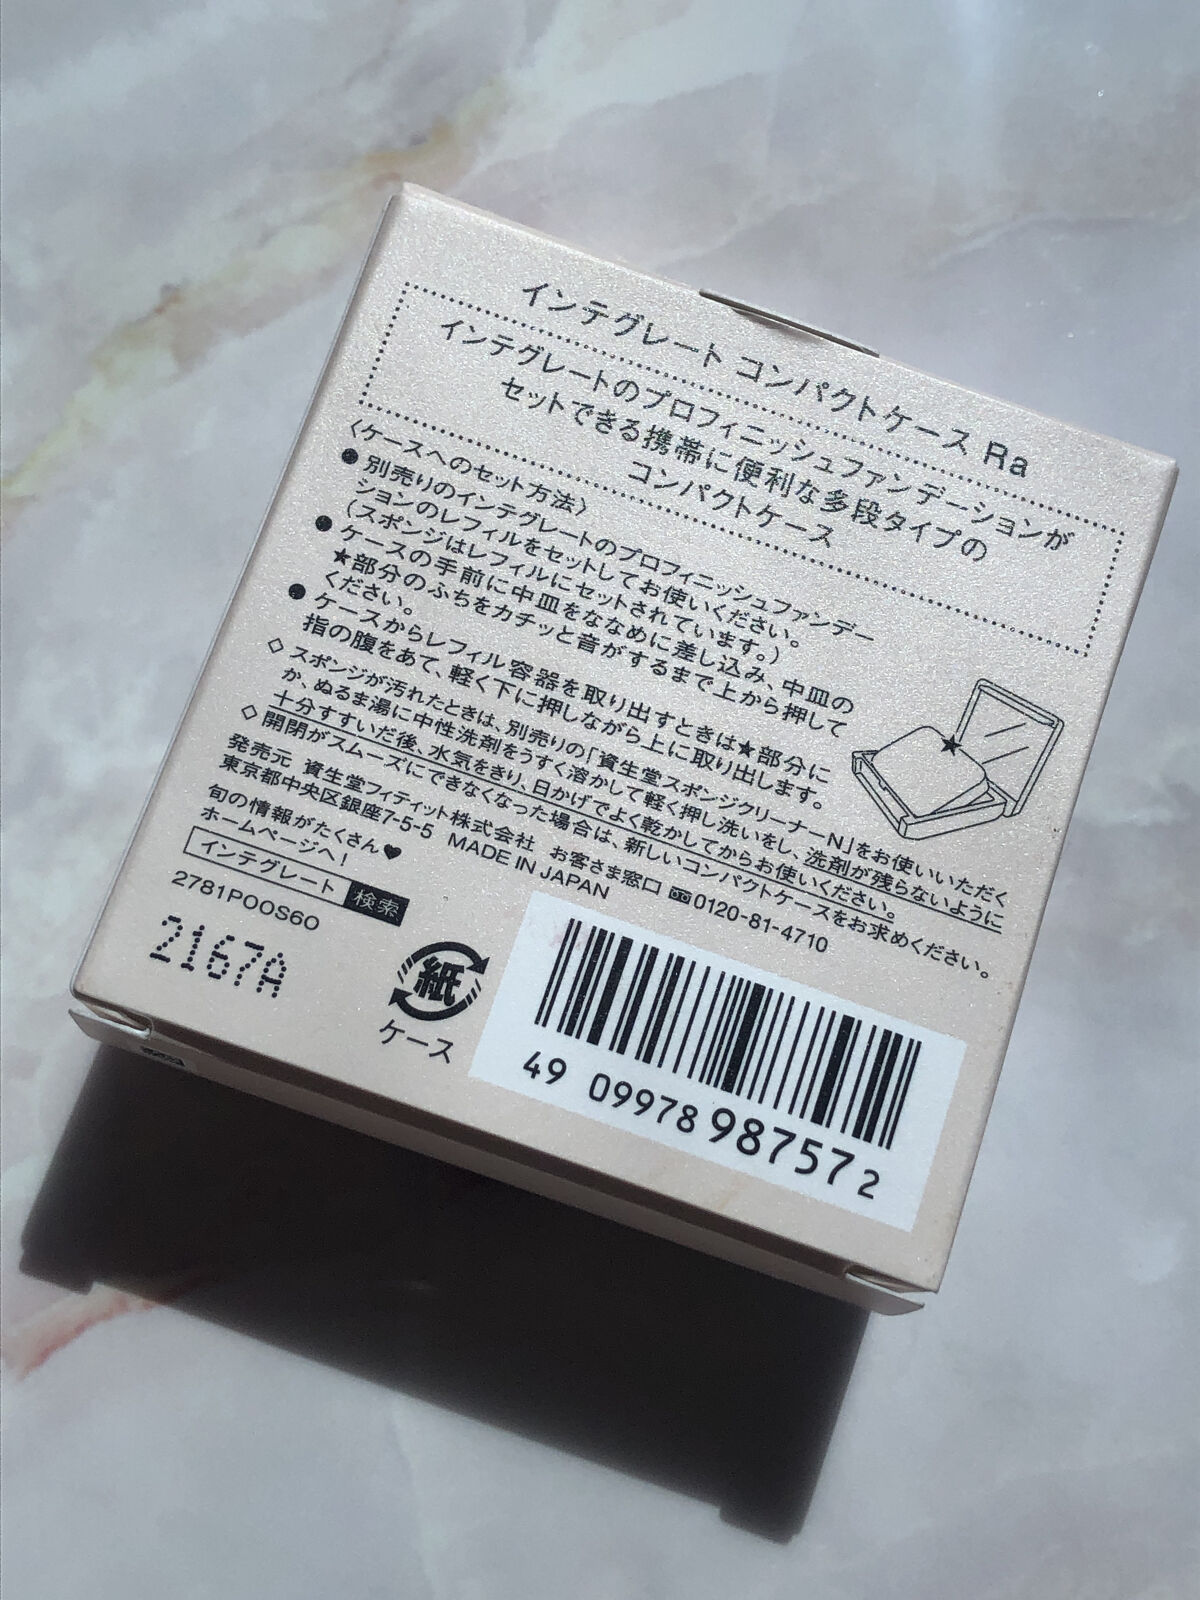 インテグレート コンパクトケース Ra
インテグレートのプロフィニッシュファンデーションが
セットできる携帯に便利な多段タイプの
コンパクトケース
〈ケースへのセット方法〉
●別売りのインテグレートのプロフィニッシュファンデー
ションのレフィルをセットしてお使いください。
(スポンジはレフィルにセットされています。)
●ケースの手前に中皿をななめに差し込み、中皿の
★部分のふちをカチッと音がするまで上から押して
ください。
●ケースからレフィル容器を取り出すときは★部分に
指の腹をあて、軽く下に押しながら上に取り出します。
◇スポンジが汚れたときは、別売りの「資生堂スポンジクリーナーN」をお使いいただく
か、ぬるま湯に中性洗剤をうすく溶かして軽く押し洗いをし、洗剤が残らないように
十分すすいだ後、水気をきり、日かげでよく乾かしてからお使いください。
◇開閉がスムーズにできなくなった場合は、新しいコンパクトケースをお求めください。
発売元 資生堂フィティット株式会社 お客さま窓口 0120-81-4710
東京都中央区銀座7-5-5 MADE IN JAPAN
旬の情報がたくさん♥
ホームページへ!
インテグレート 検索
2781P00S60
2167A
紙
ケース
49 09978 987572
★